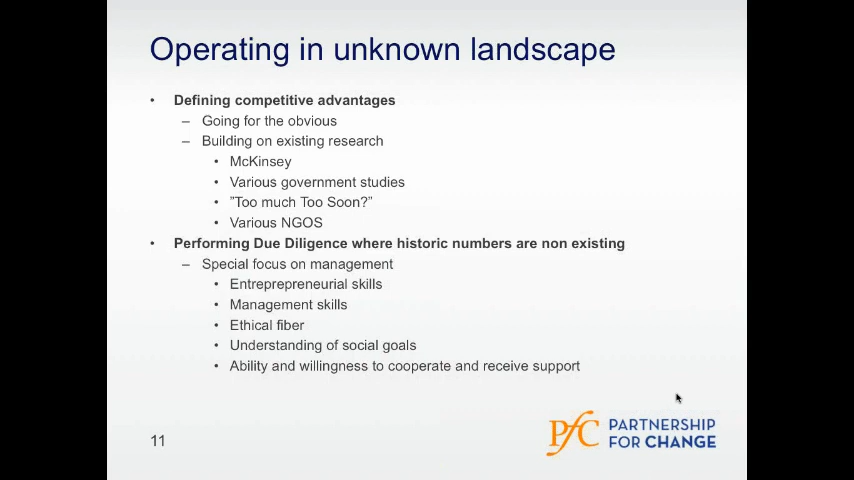 Operating in unknown landscape
• Defining competitive advantages
– Going for the obvious
– Building on existing research
• McKinsey
• Various government studies
• ”Too much Too Soon?”
• Various NGOS
• Performing Due Diligence where historic numbers are non existing
– Special focus on management
• Entreprepreneurial skills
• Management skills
• Ethical fiber
• Understanding of social goals
• Ability and willingness to cooperate and receive support
11
PfC PARTNERSHIP
FOR CHANGE